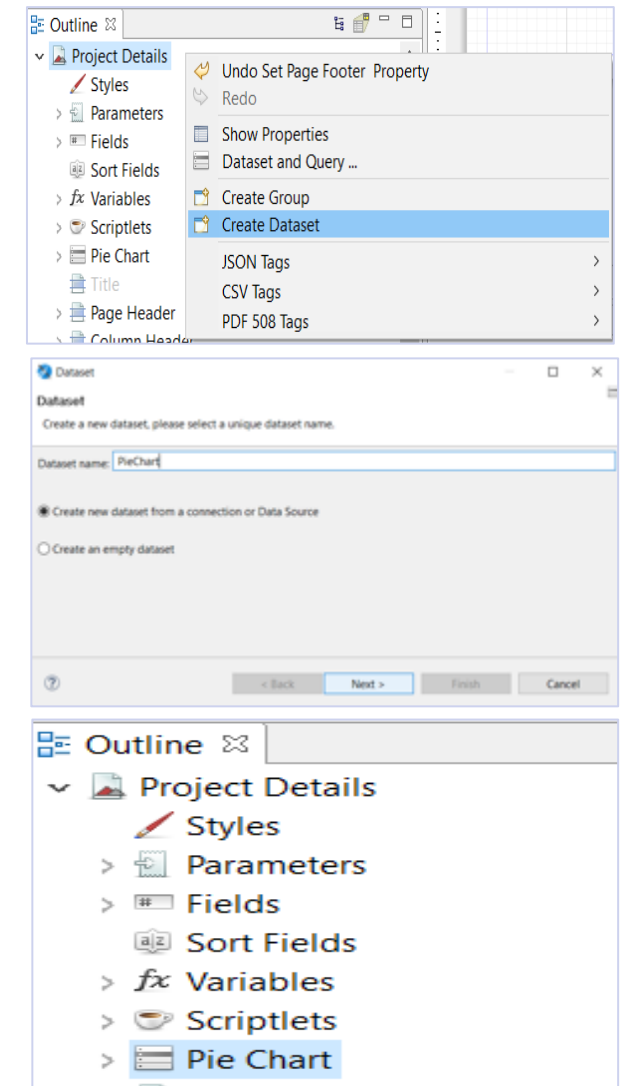 Outline
Project Details
Styles
Parameters
Fields
Sort Fields
fx Variables
Scriptlets
Pie Chart
Title
Page Header
Column Header
Undo Set Page Footer Property
Redo
Show Properties
Dataset and Query ...
Create Group
Create Dataset
JSON Tags
CSV Tags
PDF 508 Tags
Dataset
Dataset
Create a new dataset, please select a unique dataset name.
Dataset name: PieChart
Create new dataset from a connection or Data Source
Create an empty dataset
< Back Next > Finish Cancel
Outline
Project Details
Styles
Parameters
# Fields
a z Sort Fields
fx Variables
Scriptlets
Pie Chart